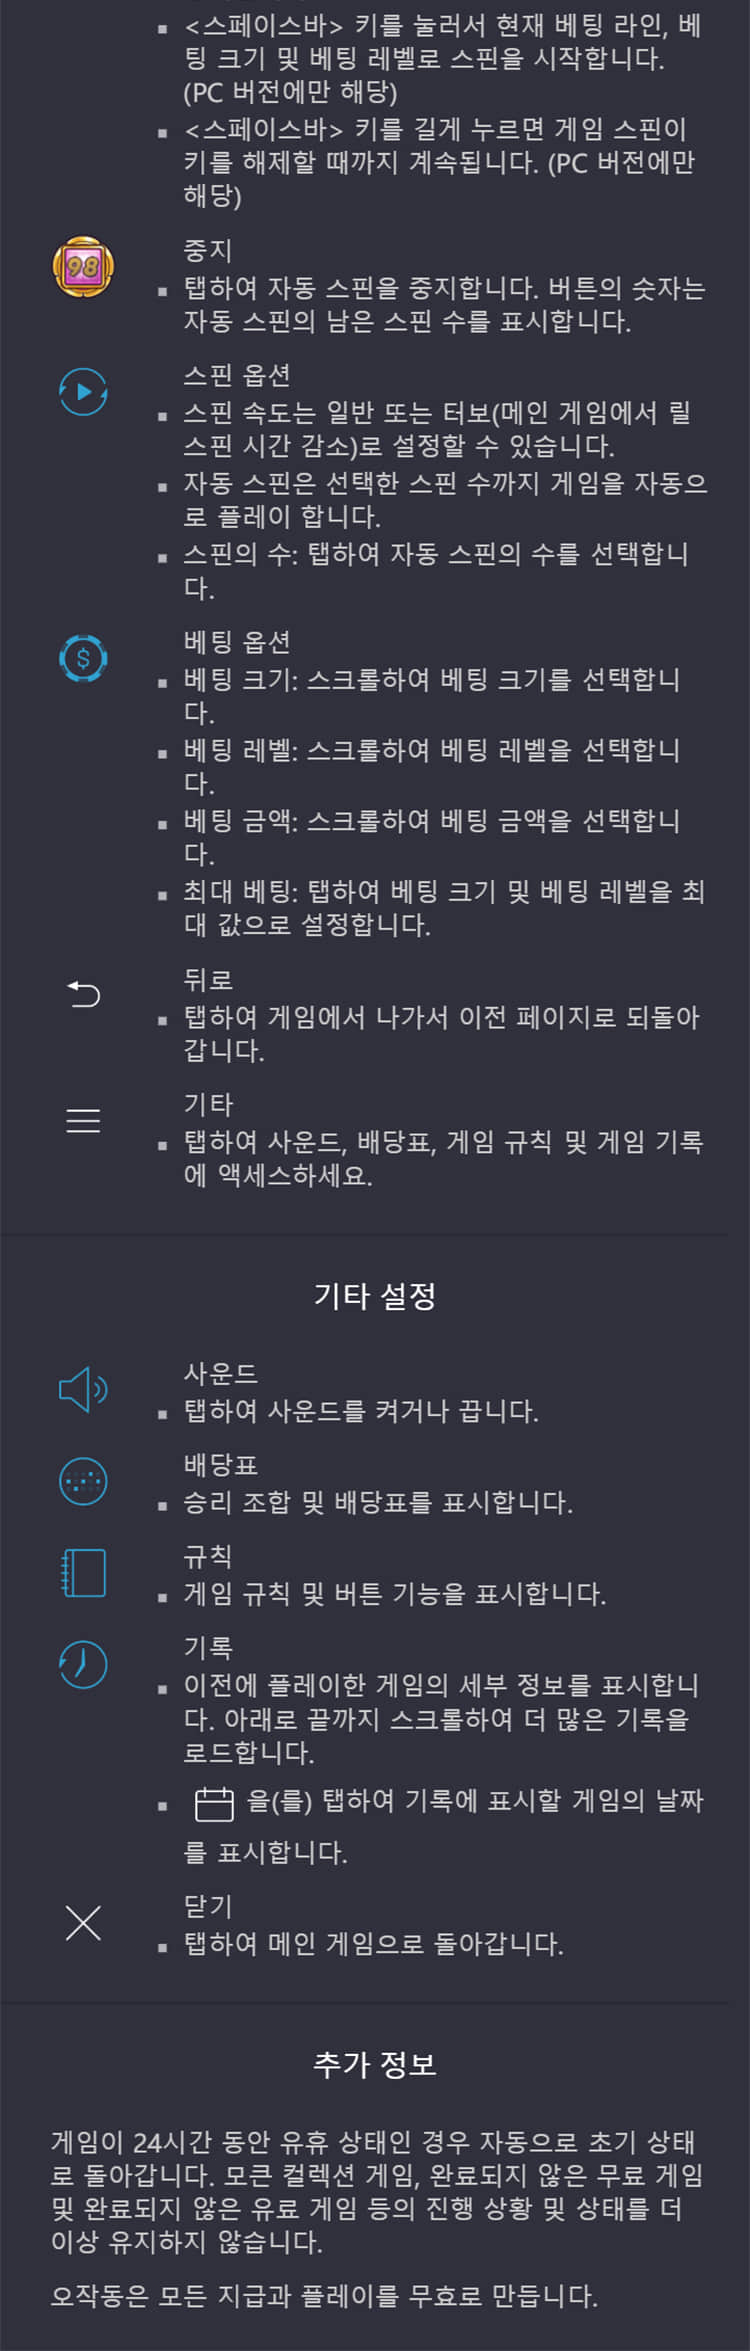 <스페이스바> 키를 눌러서 현재 베팅 라인, 베
팅 크기 및 베팅 레벨로 스핀을 시작합니다.
(PC 버전에만 해당)
<스페이스바> 키를 길게 누르면 게임 스핀이
키를 해제할 때까지 계속됩니다. (PC 버전에만
해당)
98
중지
탭하여 자동 스핀을 중지합니다. 버튼의 숫자는
자동 스핀의 남은 스핀 수를 표시합니다.
스핀 옵션
스핀 속도는 일반 또는 터보(메인 게임에서 릴
스핀 시간 감소)로 설정할 수 있습니다.
자동 스핀은 선택한 스핀 수까지 게임을 자동으
로 플레이 합니다.
스핀의 수: 탭하여 자동 스핀의 수를 선택합니
다.
$
베팅 옵션
베팅 크기: 스크롤하여 베팅 크기를 선택합니
다.
베팅 레벨: 스크롤하여 베팅 레벨을 선택합니
다.
베팅 금액: 스크롤하여 베팅 금액을 선택합니
다.
최대 베팅: 탭하여 베팅 크기 및 베팅 레벨을 최
대 값으로 설정합니다.
뒤로
탭하여 게임에서 나가서 이전 페이지로 되돌아
갑니다.
기타
탭하여 사운드, 배당표, 게임 규칙 및 게임 기록
에 액세스하세요.
기타 설정
사운드
탭하여 사운드를 켜거나 끕니다.
배당표
승리 조합 및 배당표를 표시합니다.
규칙
게임 규칙 및 버튼 기능을 표시합니다.
기록
이전에 플레이한 게임의 세부 정보를 표시합니
다. 아래로 끝까지 스크롤하여 더 많은 기록을
로드합니다.
을(를) 탭하여 기록에 표시할 게임의 날짜
를 표시합니다.
닫기
탭하여 메인 게임으로 돌아갑니다.
추가 정보
게임이 24시간 동안 유휴 상태인 경우 자동으로 초기 상태
로 돌아갑니다. 모큰 컬렉션 게임, 완료되지 않은 무료 게임
및 완료되지 않은 유료 게임 등의 진행 상황 및 상태를 더
이상 유지하지 않습니다.
오작동은 모든 지급과 플레이를 무효로 만듭니다.